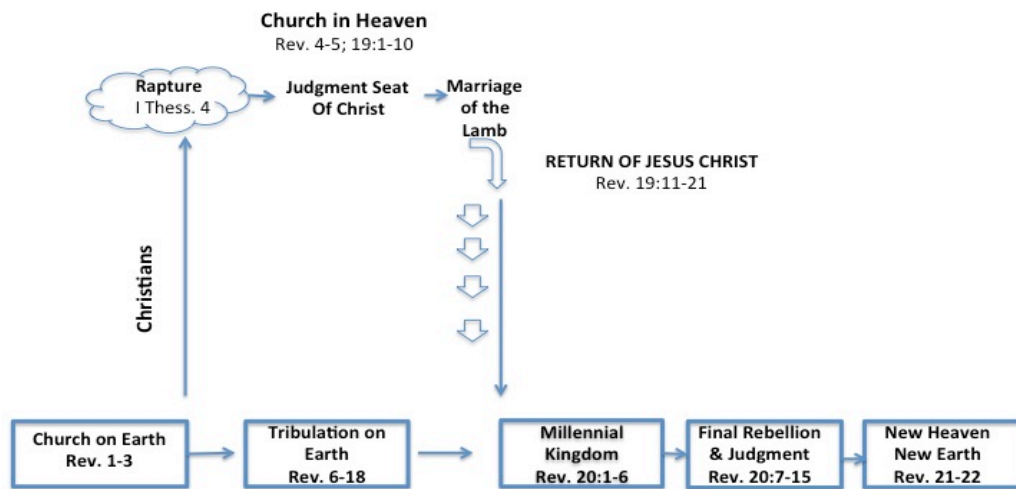 Church in Heaven
Rev. 4-5; 19:1-10
Rapture
I Thess. 4
Judgment Seat
Of Christ
Marriage
of the
Lamb
RETURN OF JESUS CHRIST
Rev. 19:11-21
Christians
Church on Earth
Rev. 1-3
Tribulation on
Earth
Rev. 6-18
Millennial
Kingdom
Rev. 20:1-6
Final Rebellion
& Judgment
Rev. 20:7-15
New Heaven
New Earth
Rev. 21-22